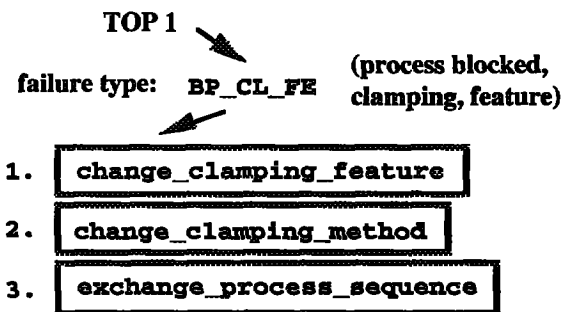 TOP 1
failure type: BP_CL_FE (process blocked,
clamping, feature)
1. change_clamping_feature
2. change_clamping_method
3. exchange_process_sequence